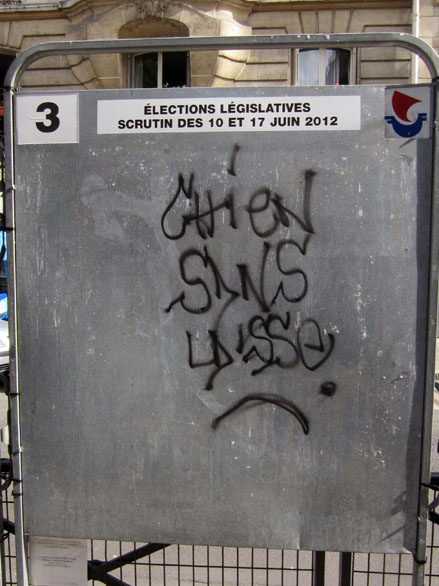 3
ÉLECTIONS LÉGISLATIVES
SCRUTIN DES 10 ET 17 JUIN 2012
CHiEN
SANS
LAiSSe